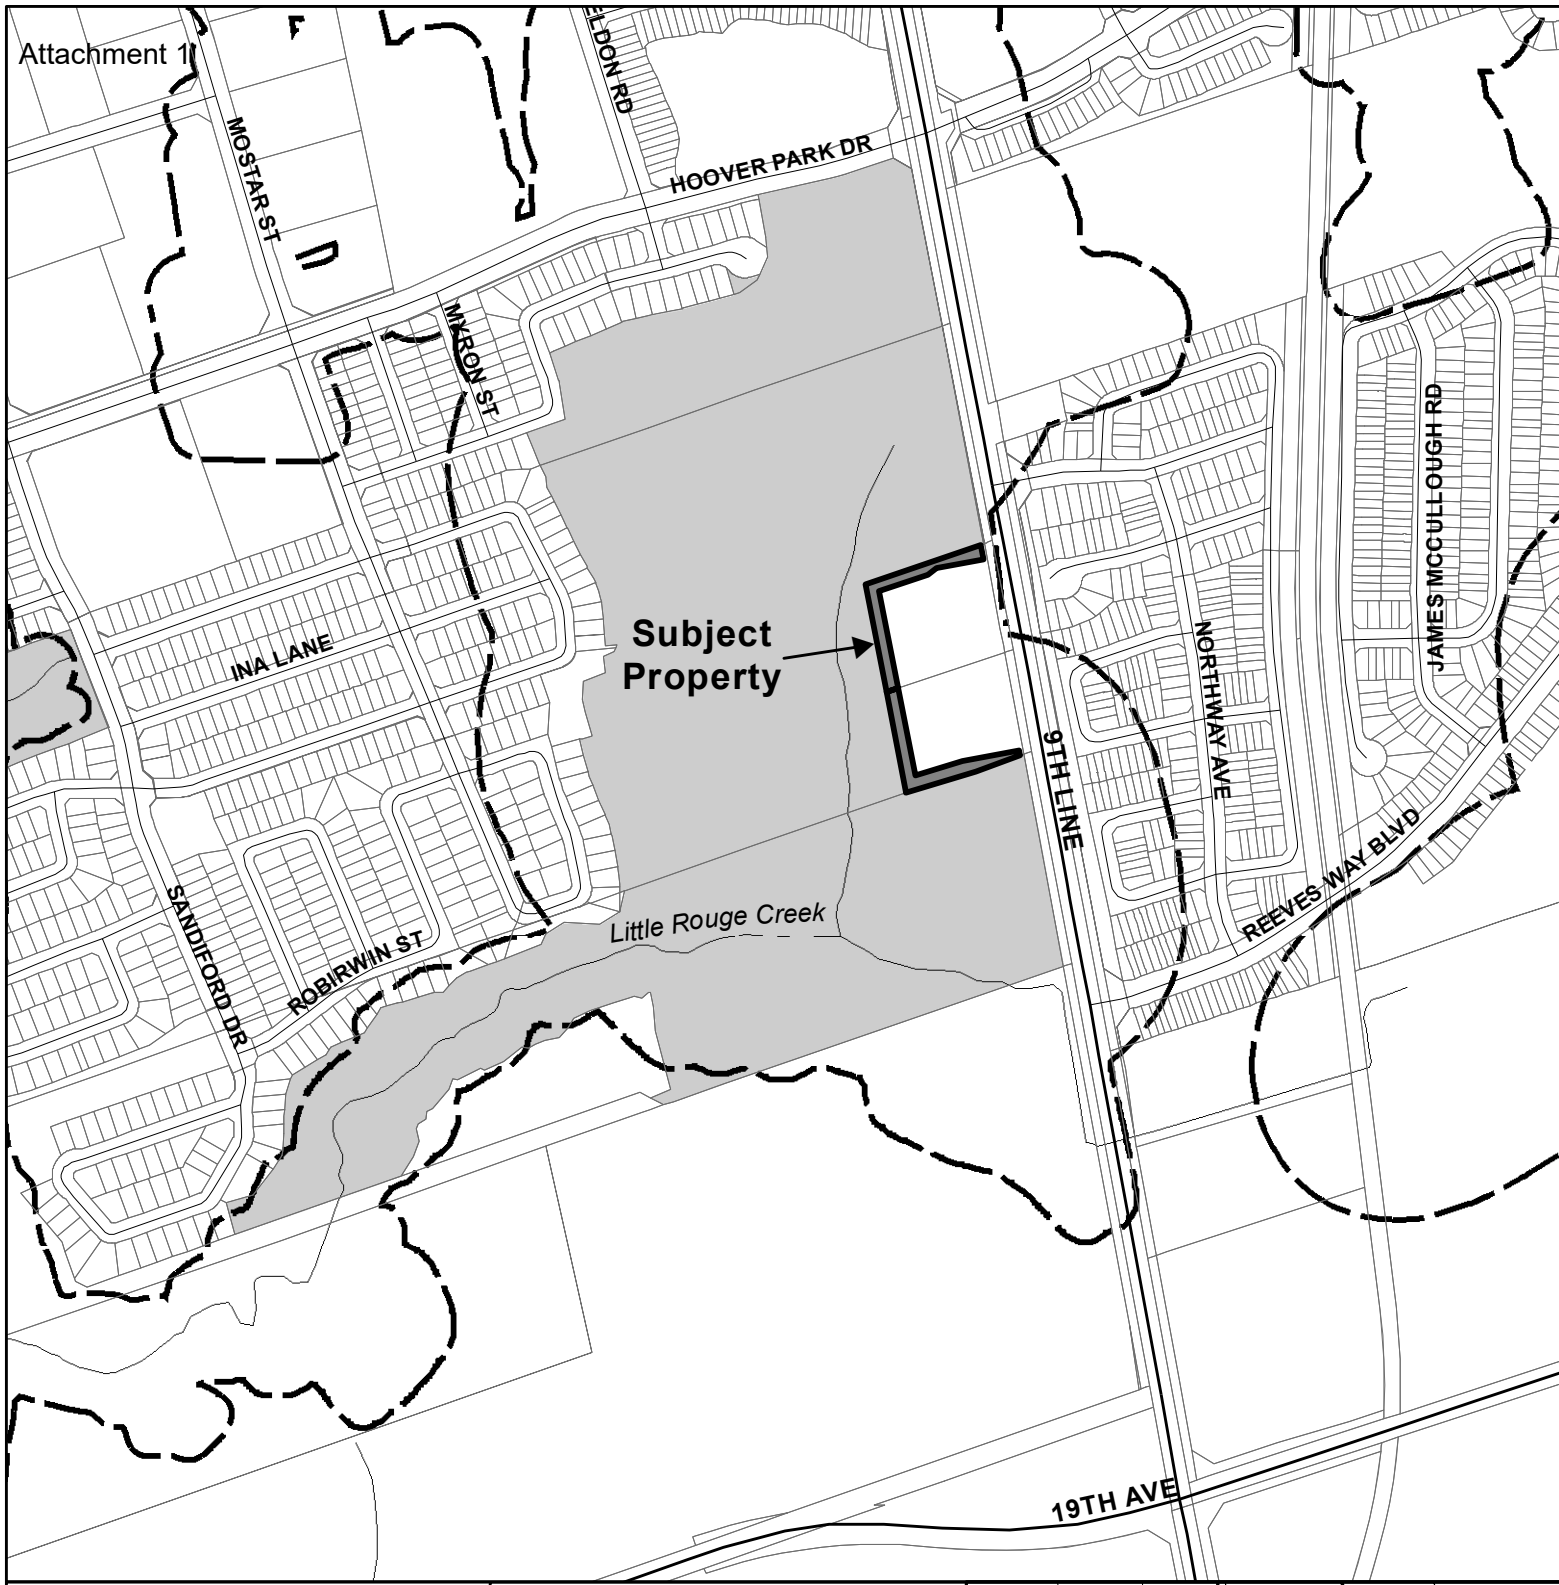 Attachment 1
ELDON RD
MOSTAR ST
HOOVER PARK DR
MYRON ST
JAMES MCCULLOUGH RD
Subject
Property
INA LANE
NORTHWAY AVE
9TH LINE
REEVES WAY BLVD
SANDIFORD DR
Little Rouge Creek
ROBIRWIN ST
19TH AVE